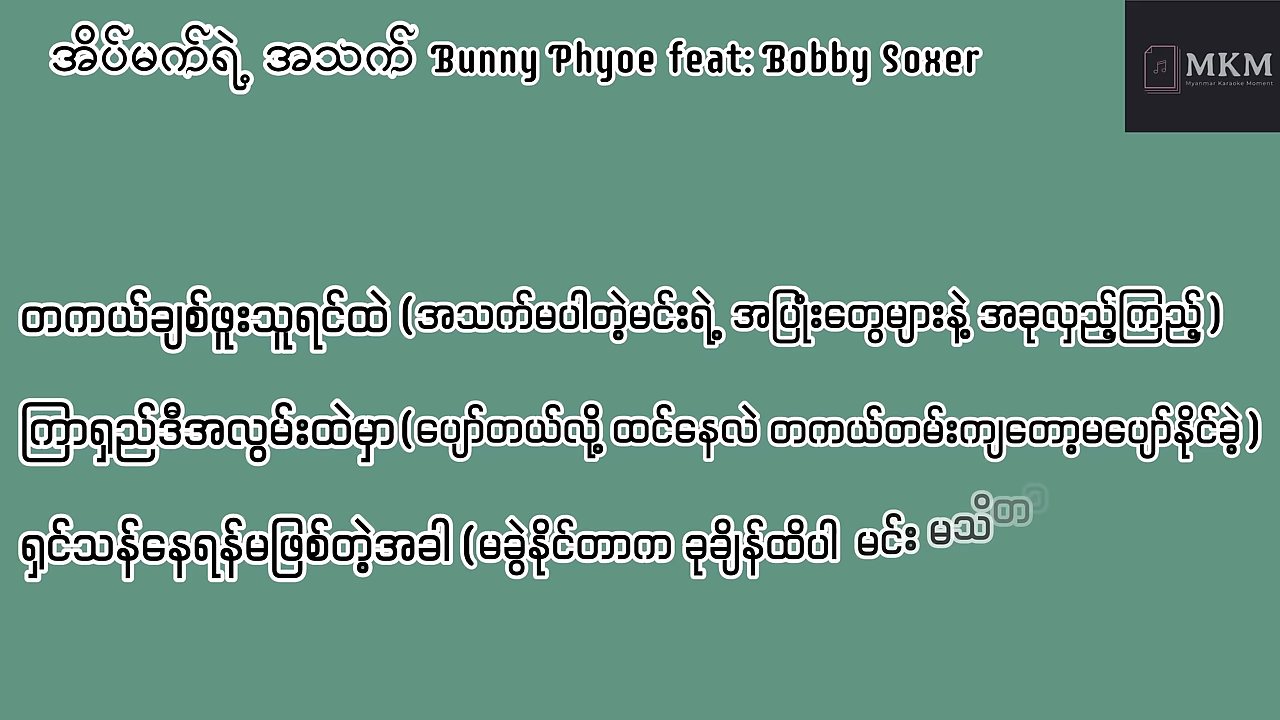 အိပ်မက်ရဲ့ အသက် Bunny Phyoe feat: Bobby Soxer
MKM
Myanmar Karaoke Moment
တကယ်ချစ်ဖူးသူရင်ထဲ (အသက်မပါတဲ့မင်းရဲ့ အပြုံးတွေများနဲ့ အခုလှည့်ကြည့်)
ကြာရှည်ဒီအလွမ်းထဲမှာ (ပျော်တယ်လို့ ထင်နေလဲ တကယ်တမ်းကျတော့မပျော်နိုင်ခဲ့)
ရှင်သန်နေရန်မဖြစ်တဲ့အခါ (မခွဲနိုင်တာက ခုချိန်ထိပါ မင်း မသိတ